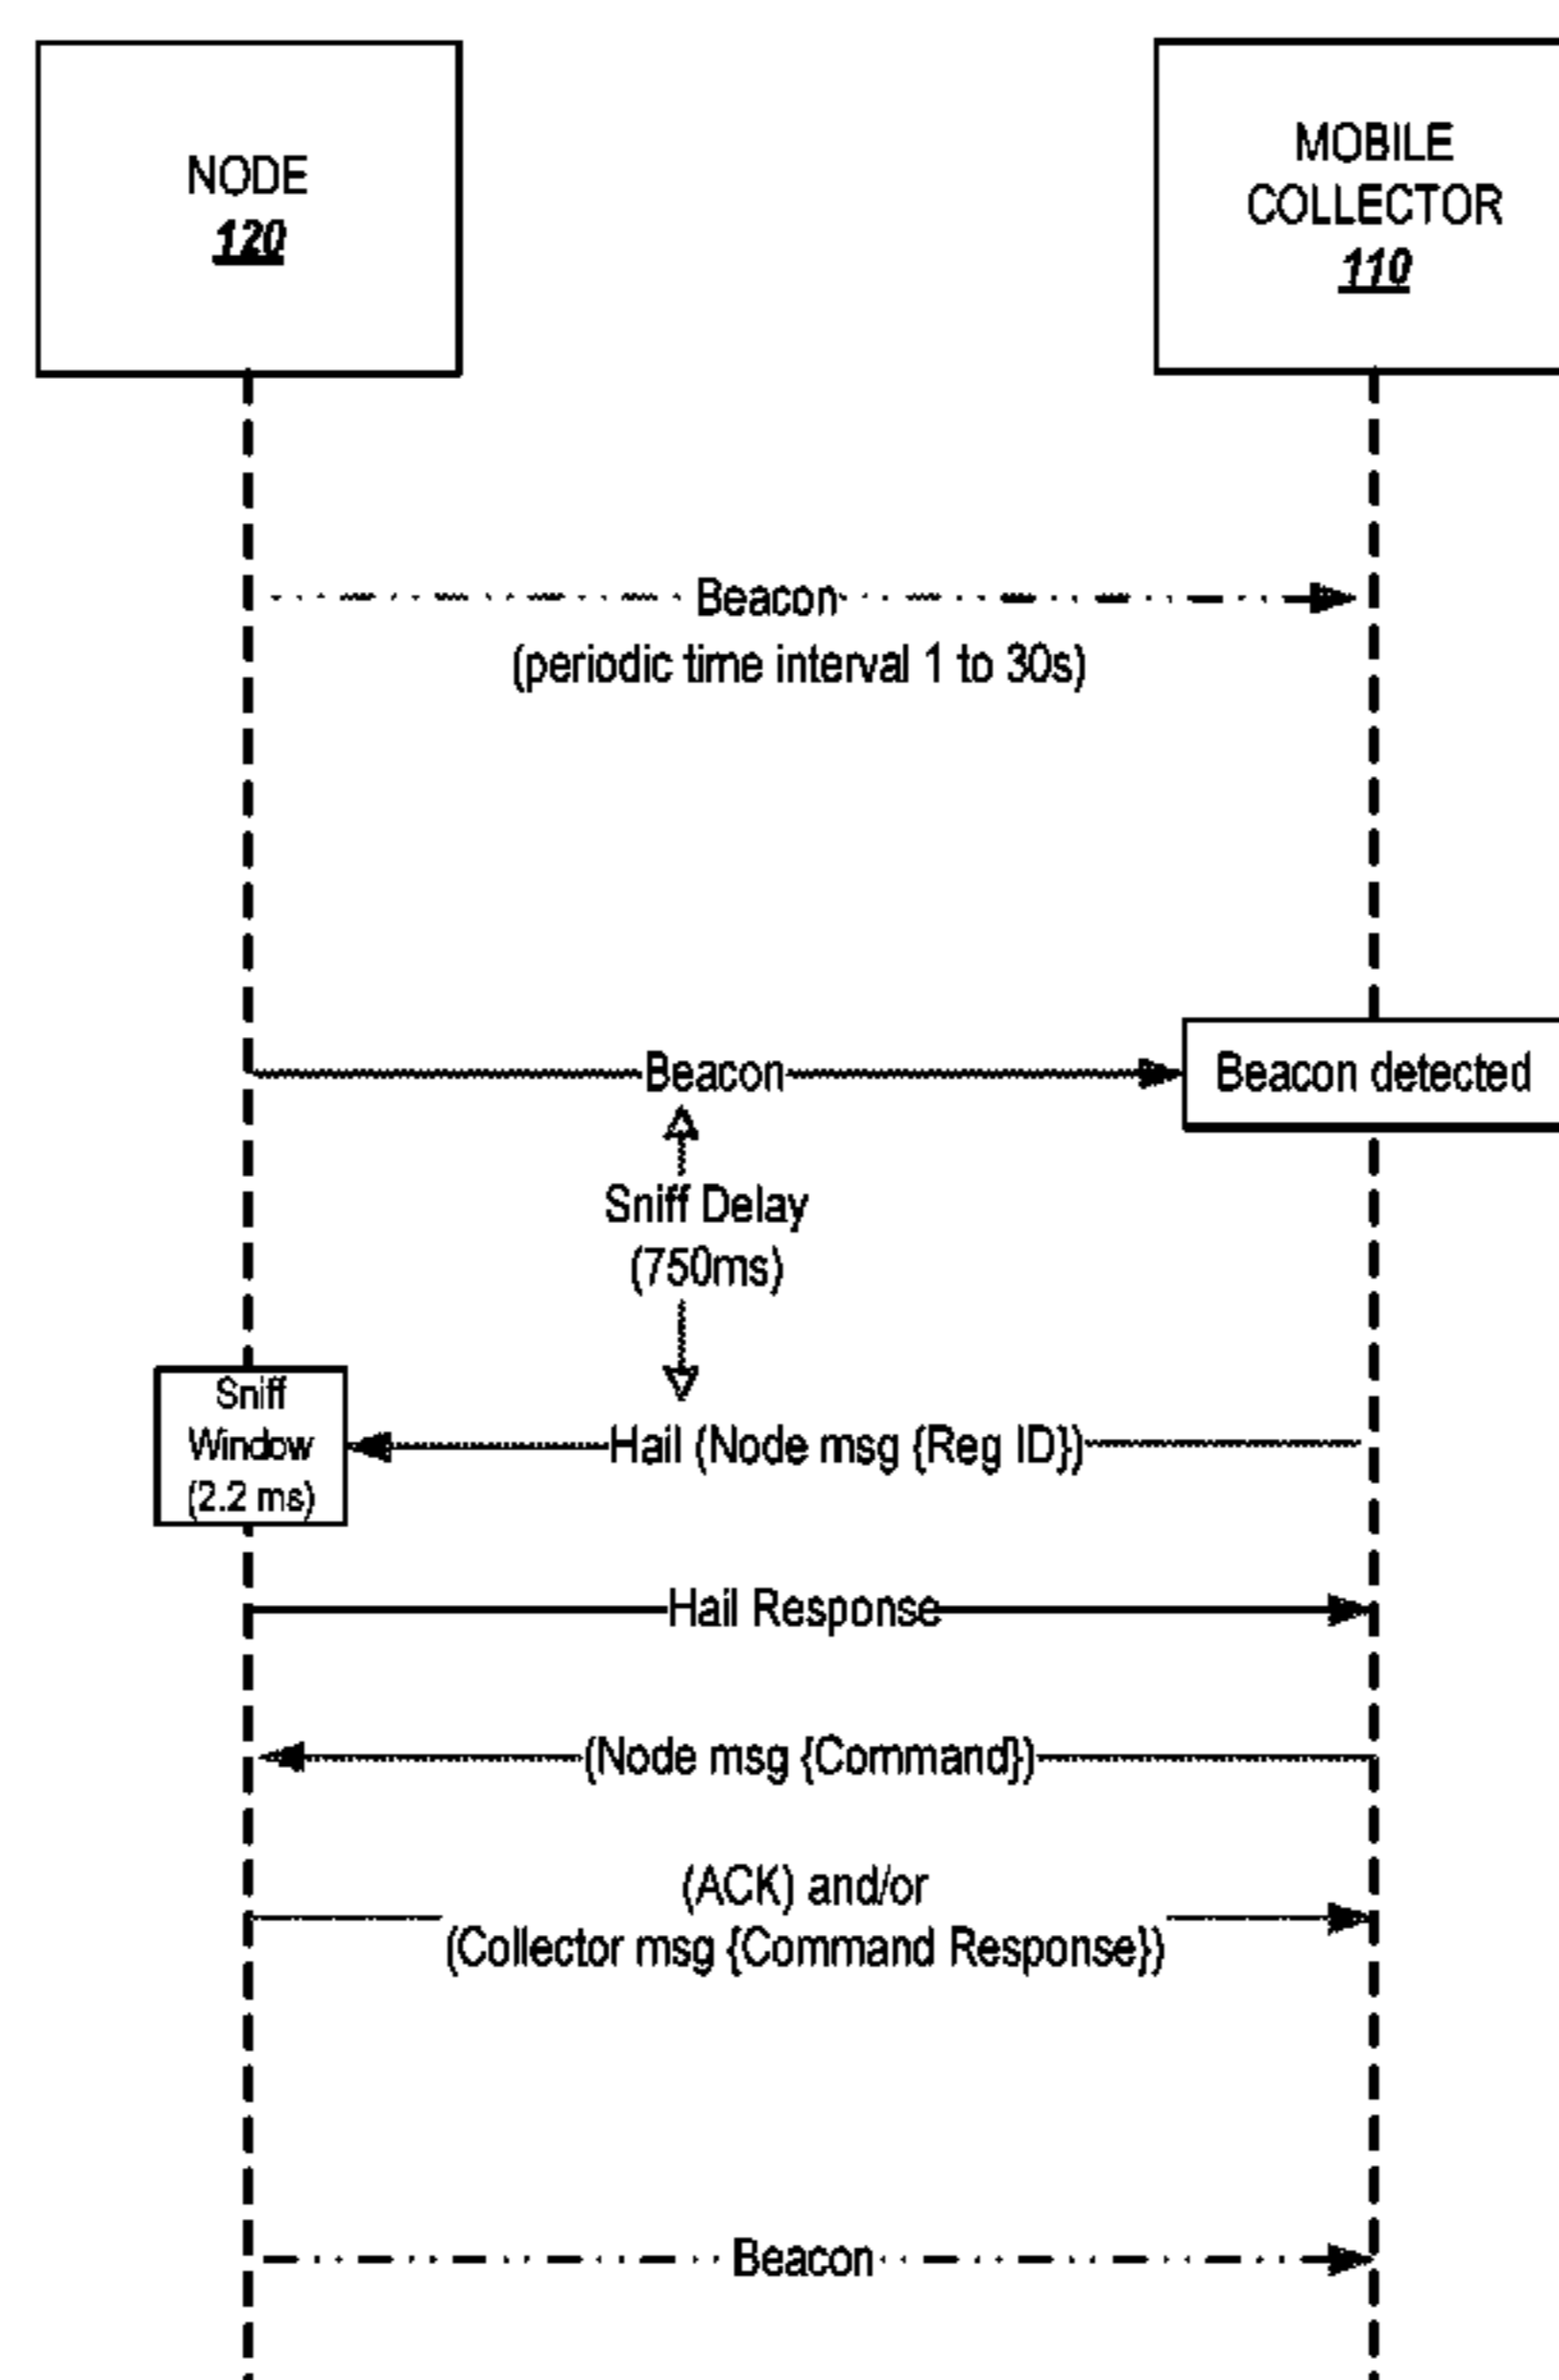 NODE
120
MOBILE
COLLECTOR
110
Beacon
(periodic time interval 1 to 30s)
Beacon
Beacon detected
Sniff Delay
(750ms)
Sniff
Window
(2.2 ms)
Hail (Node msg {Reg ID})
Hail Response
(Node msg {Command})
(ACK) and/or
(Collector msg {Command Response})
Beacon